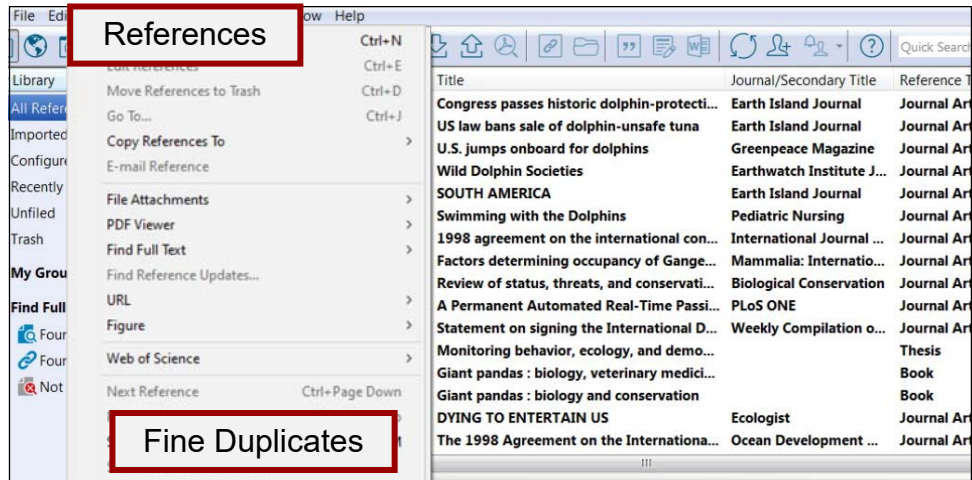 File Edi ow Help
References
Ctrl+N
Quick Search
Edit References Ctrl+E
Library
Move References to Trash Ctrl+D
Title Journal/Secondary Title Reference T
All Refere
Go To... Ctrl+J
Congress passes historic dolphin-protecti... Earth Island Journal Journal Art
US law bans sale of dolphin-unsafe tuna Earth Island Journal Journal Art
Imported
Copy References To >
U.S. jumps onboard for dolphins Greenpeace Magazine Journal Art
Configure
E-mail Reference
Wild Dolphin Societies Earthwatch Institute J... Journal Art
Recently
File Attachments >
SOUTH AMERICA Earth Island Journal Journal Art
Unfiled
PDF Viewer >
Swimming with the Dolphins Pediatric Nursing Journal Art
Trash
Find Full Text >
1998 agreement on the international con... International Journal ... Journal Art
Factors determining occupancy of Gange... Mammalia: Internatio... Journal Art
My Grou
Find Reference Updates...
Review of status, threats, and conservati... Biological Conservation Journal Art
URL >
Find Full
A Permanent Automated Real-Time Passi... PLoS ONE Journal Art
Figure >
Statement on signing the International D... Weekly Compilation o... Journal Art
Four
Monitoring behavior, ecology, and demo... Thesis
Web of Science >
Four
Giant pandas : biology, veterinary medici... Book
Not
Next Reference Ctrl+Page Down
Giant pandas : biology and conservation Book
DYING TO ENTERTAIN US Ecologist Journal Art
Fine Duplicates
The 1998 Agreement on the Internationa... Ocean Development ... Journal Art